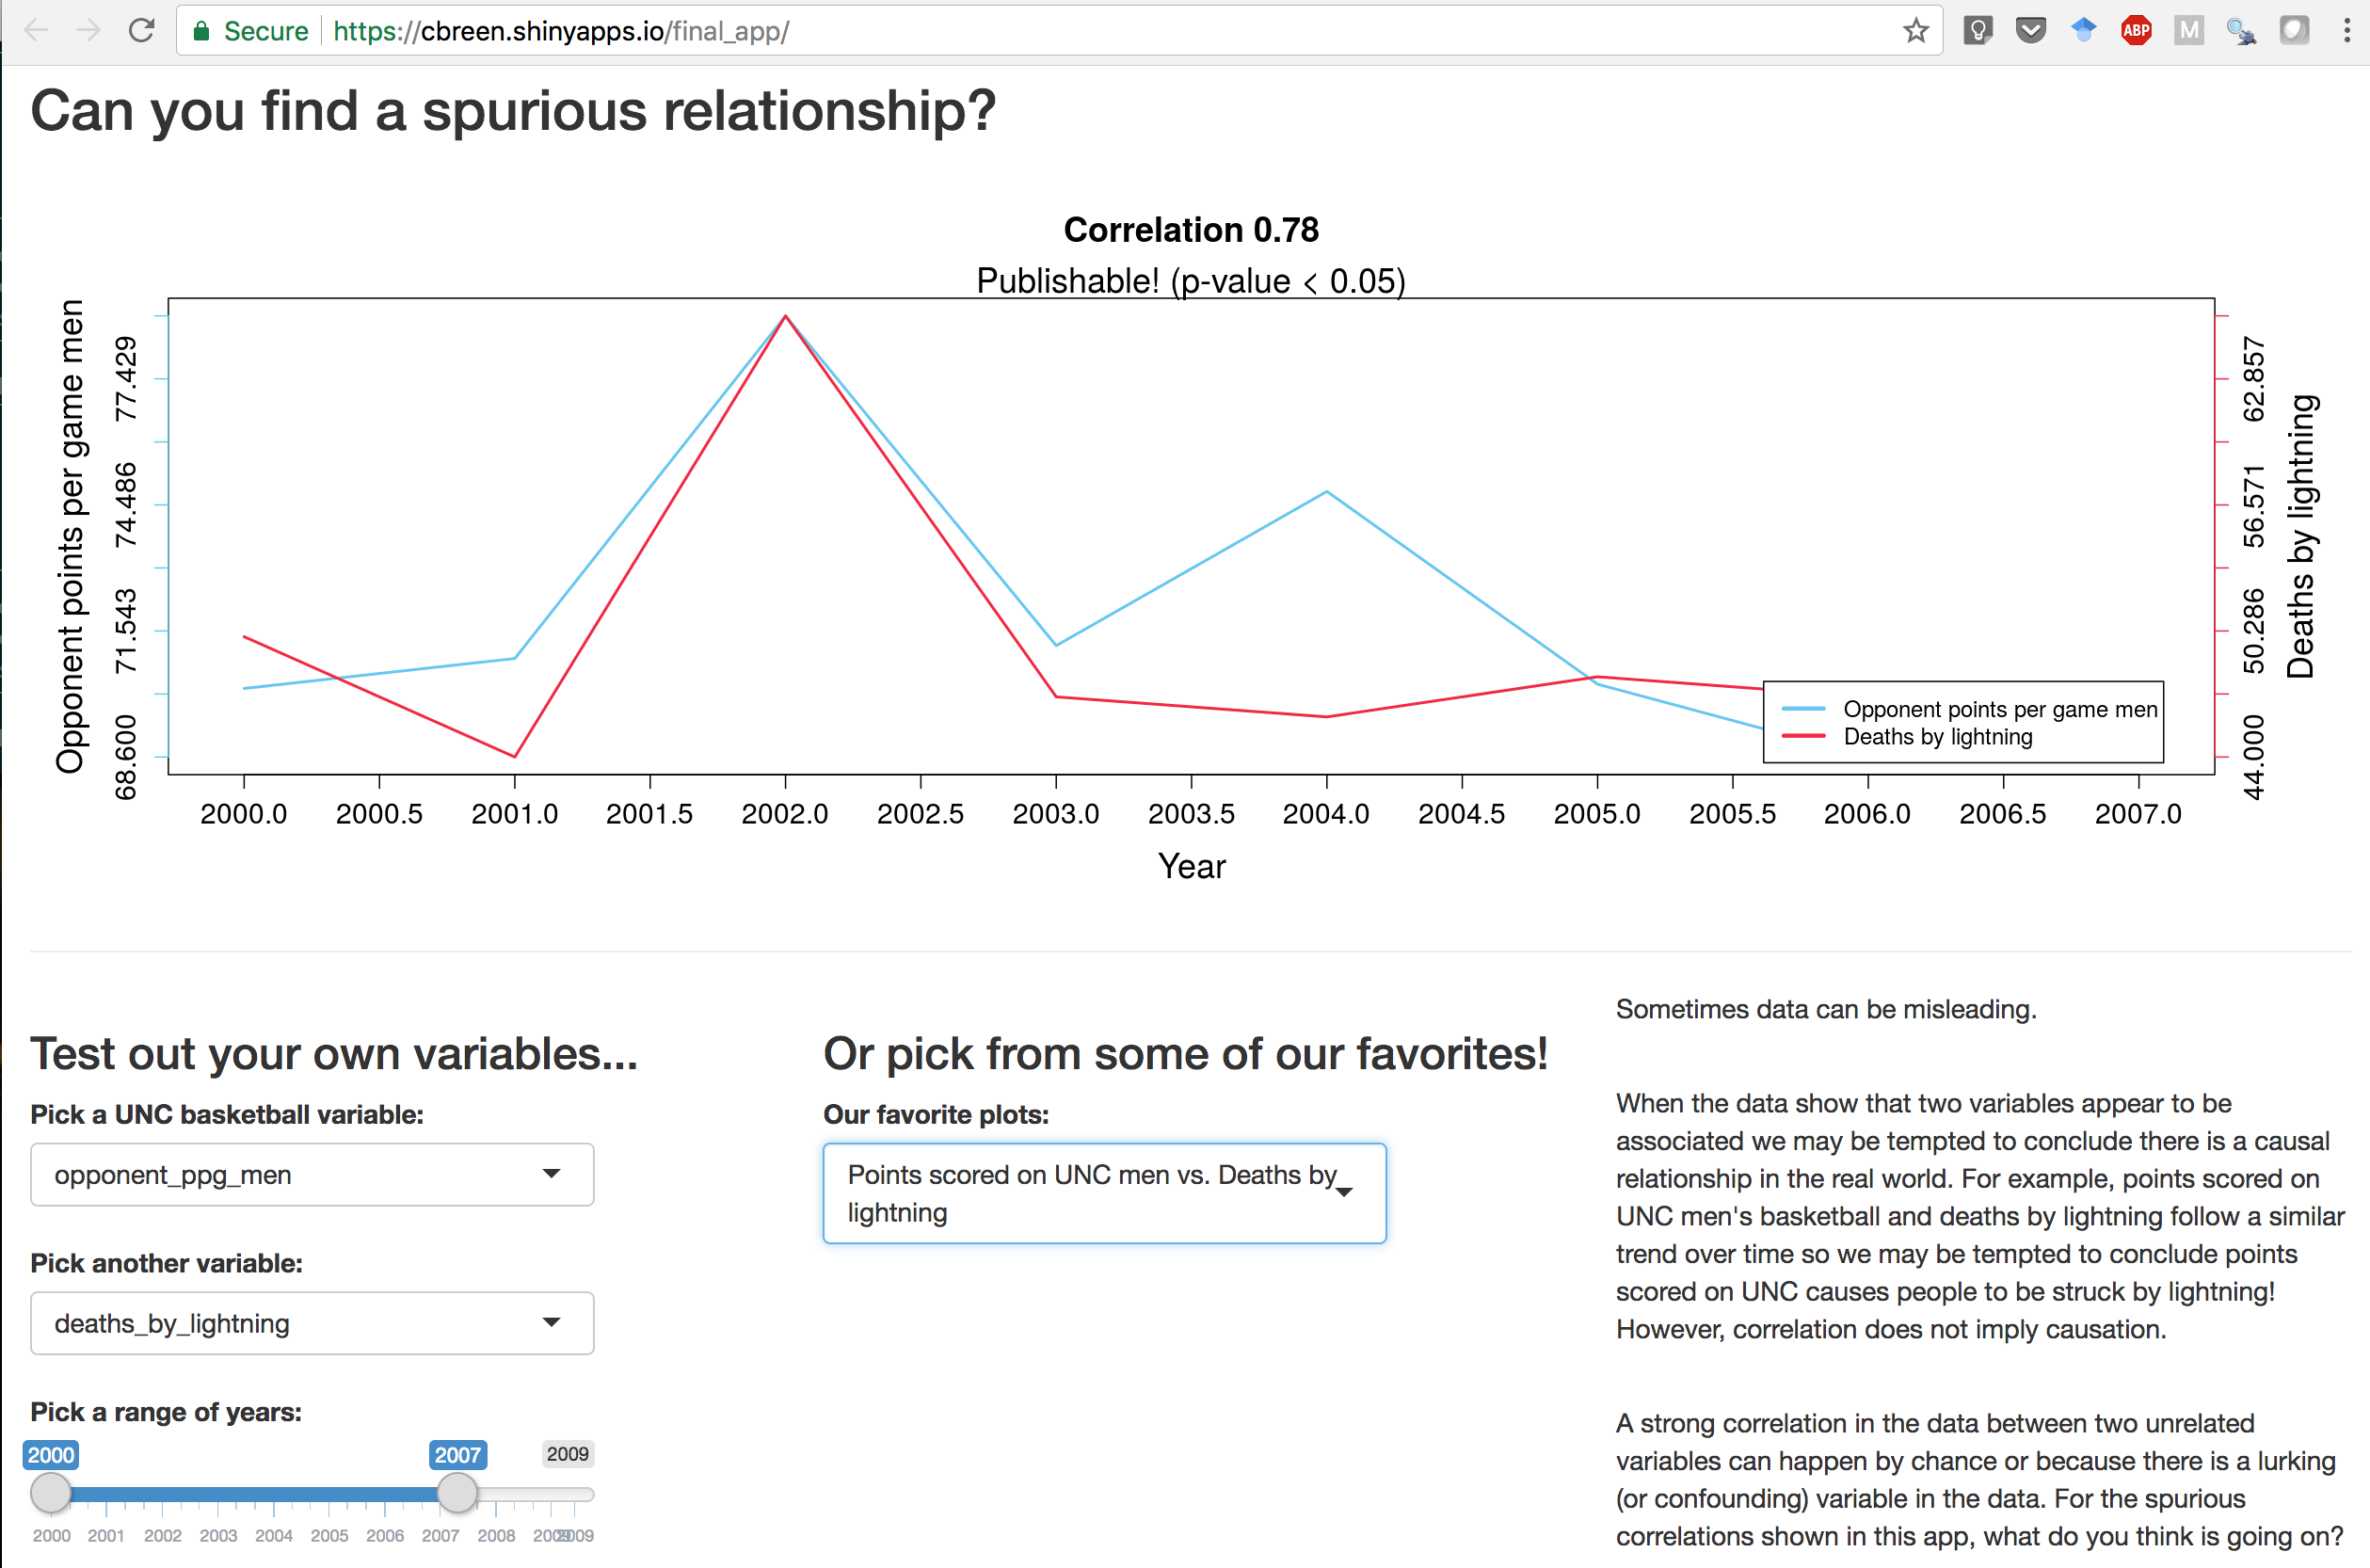 Secure https://cbreen.shinyapps.io/final_app/
ABP
M
Can you find a spurious relationship?
Correlation 0.78
Publishable! (p-value < 0.05)
Opponent points per game men
77.429
74.486
71.543
68.600
62.857
56.571
50.286
44.000
Deaths by lightning
Opponent points per game men
Deaths by lightning
2000.0 2000.5 2001.0 2001.5 2002.0 2002.5 2003.0 2003.5 2004.0 2004.5 2005.0 2005.5 2006.0 2006.5 2007.0
Year
Test out your own variables...
Pick a UNC basketball variable:
opponent_ppg_men
Pick another variable:
deaths_by_lightning
Pick a range of years:
2000 2007 2009
2000 2001 2002 2003 2004 2005 2006 2007 2008 2009
Or pick from some of our favorites!
Our favorite plots:
Points scored on UNC men vs. Deaths by
lightning
Sometimes data can be misleading.
When the data show that two variables appear to be
associated we may be tempted to conclude there is a causal
relationship in the real world. For example, points scored on
UNC men's basketball and deaths by lightning follow a similar
trend over time so we may be tempted to conclude points
scored on UNC causes people to be struck by lightning!
However, correlation does not imply causation.
A strong correlation in the data between two unrelated
variables can happen by chance or because there is a lurking
(or confounding) variable in the data. For the spurious
correlations shown in this app, what do you think is going on?